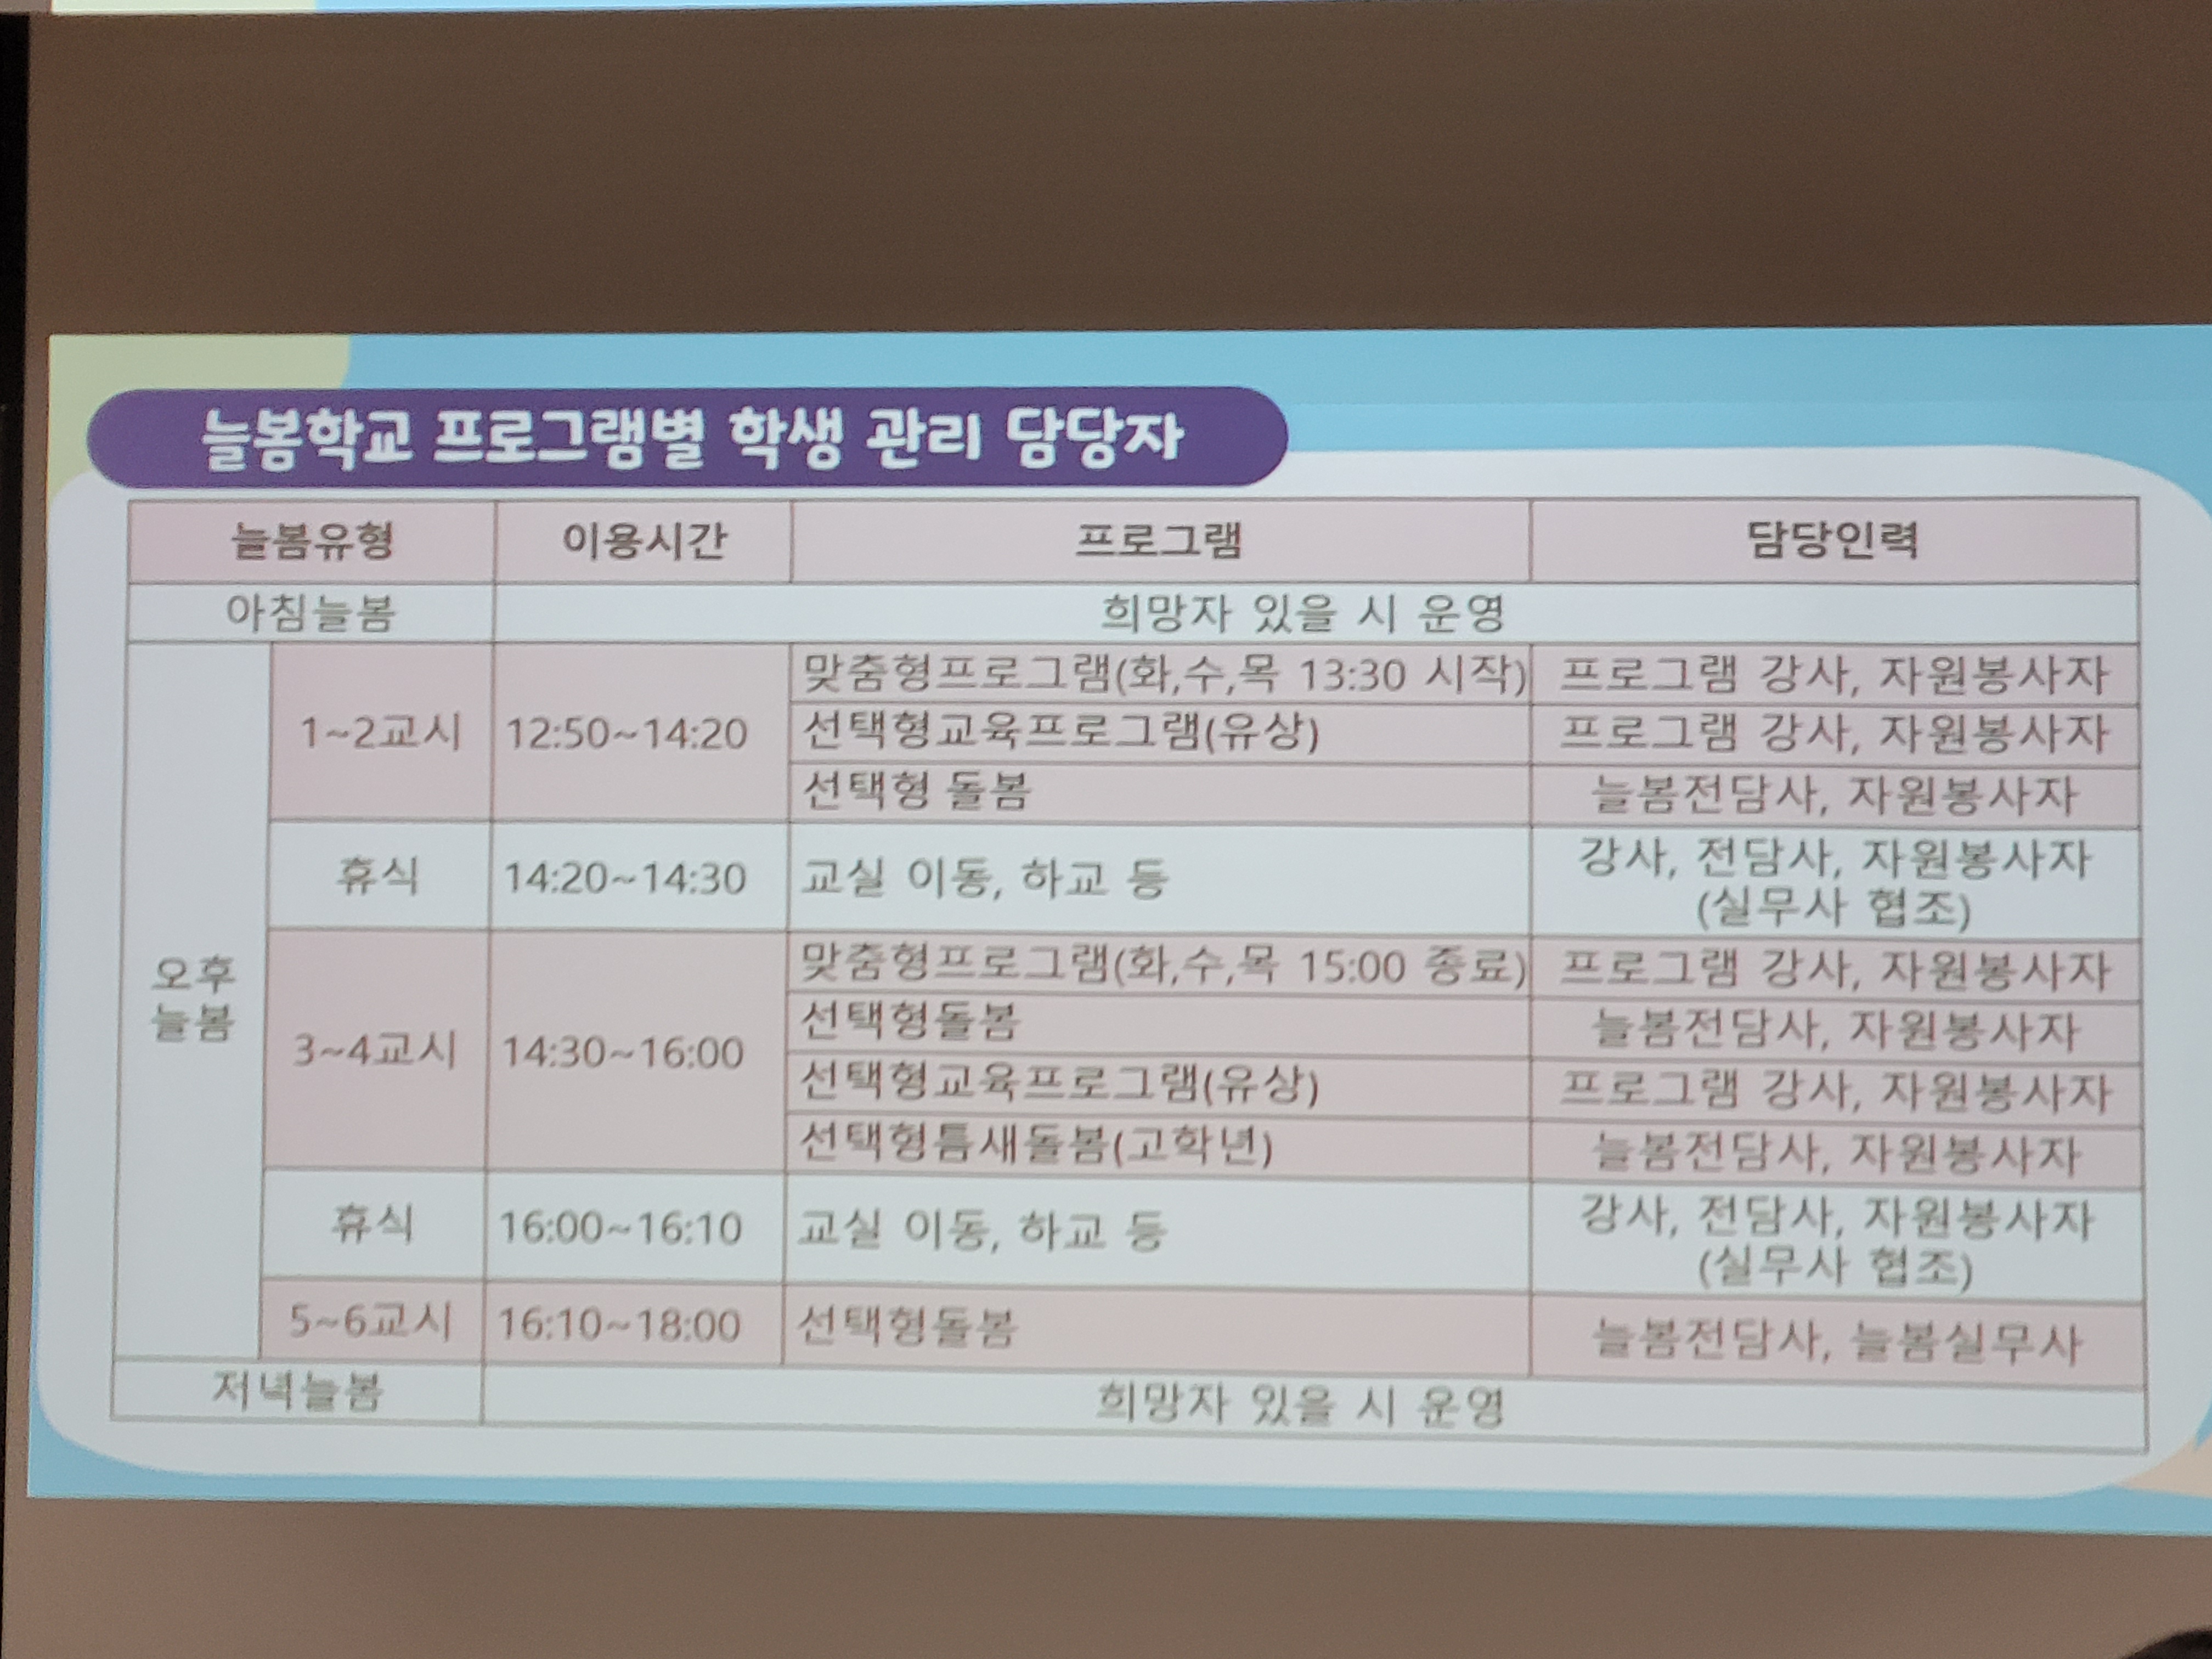 늘봄학교 프로그램별 학생 관리 담당자
늘봄유형 이용시간 프로그램 담당인력
아침늘봄 희망자 있을 시 운영
오후
늘봄
1~2교시 12:50~14:20
맞춤형프로그램(화,수,목 13:30 시작) 프로그램 강사, 자원봉사자
선택형교육프로그램(유상) 프로그램 강사, 자원봉사자
선택형 돌봄 늘봄전담사, 자원봉사자
휴식 14:20~14:30 교실 이동, 하교 등 강사, 전담사, 자원봉사자
(실무사 협조)
3~4교시 14:30~16:00
맞춤형프로그램(화,수,목 15:00 종료) 프로그램 강사, 자원봉사자
선택형돌봄 늘봄전담사, 자원봉사자
선택형교육프로그램(유상) 프로그램 강사, 자원봉사자
선택형틈새돌봄(고학년) 늘봄전담사, 자원봉사자
휴식 16:00~16:10 교실 이동, 하교 등 강사, 전담사, 자원봉사자
(실무사 협조)
5~6교시 16:10~18:00 선택형돌봄 늘봄전담사, 늘봄실무사
저녁늘봄 희망자 있을 시 운영